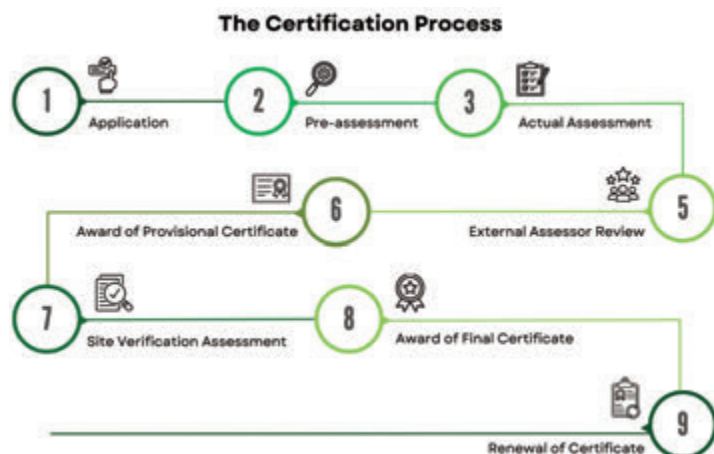 The Certification Process
1
Application
2
Pre-assessment
3
Actual Assessment
5
External Assessor Review
6
Award of Provisional Certificate
7
Site Verification Assessment
8
Award of Final Certificate
9
Renewal of Certificate